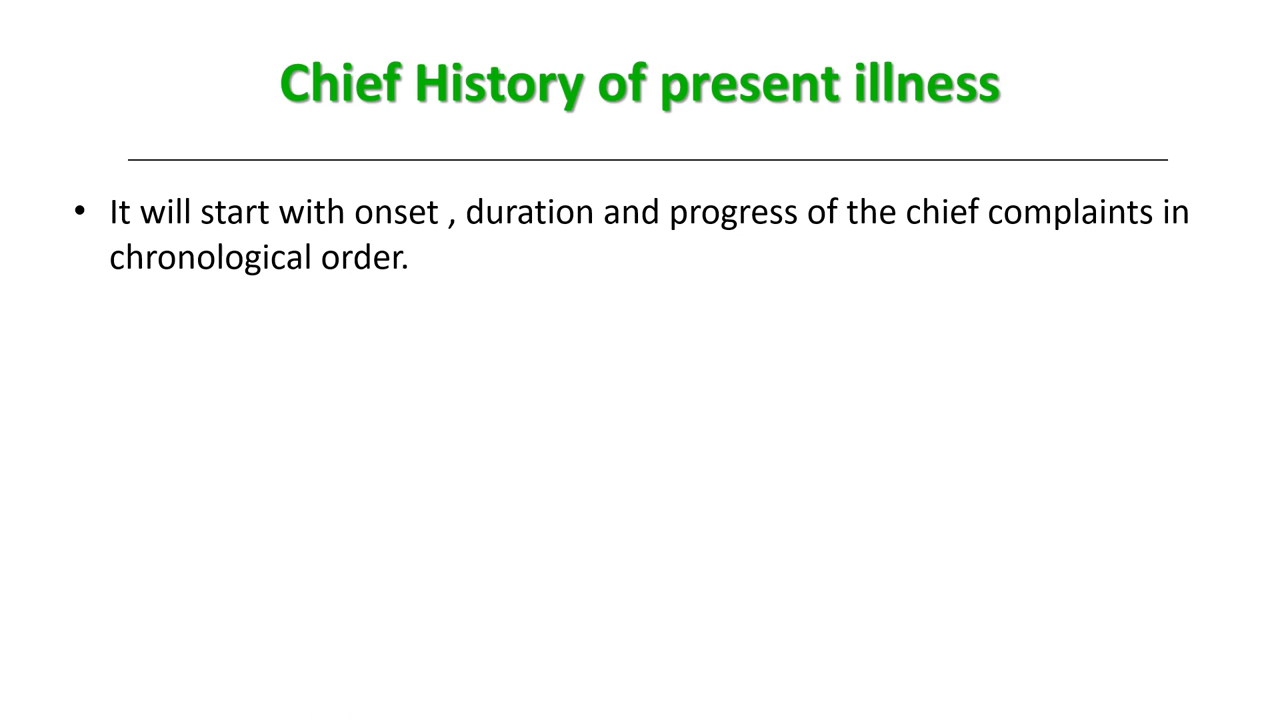 Chief History of present illness
• It will start with onset , duration and progress of the chief complaints in
chronological order.